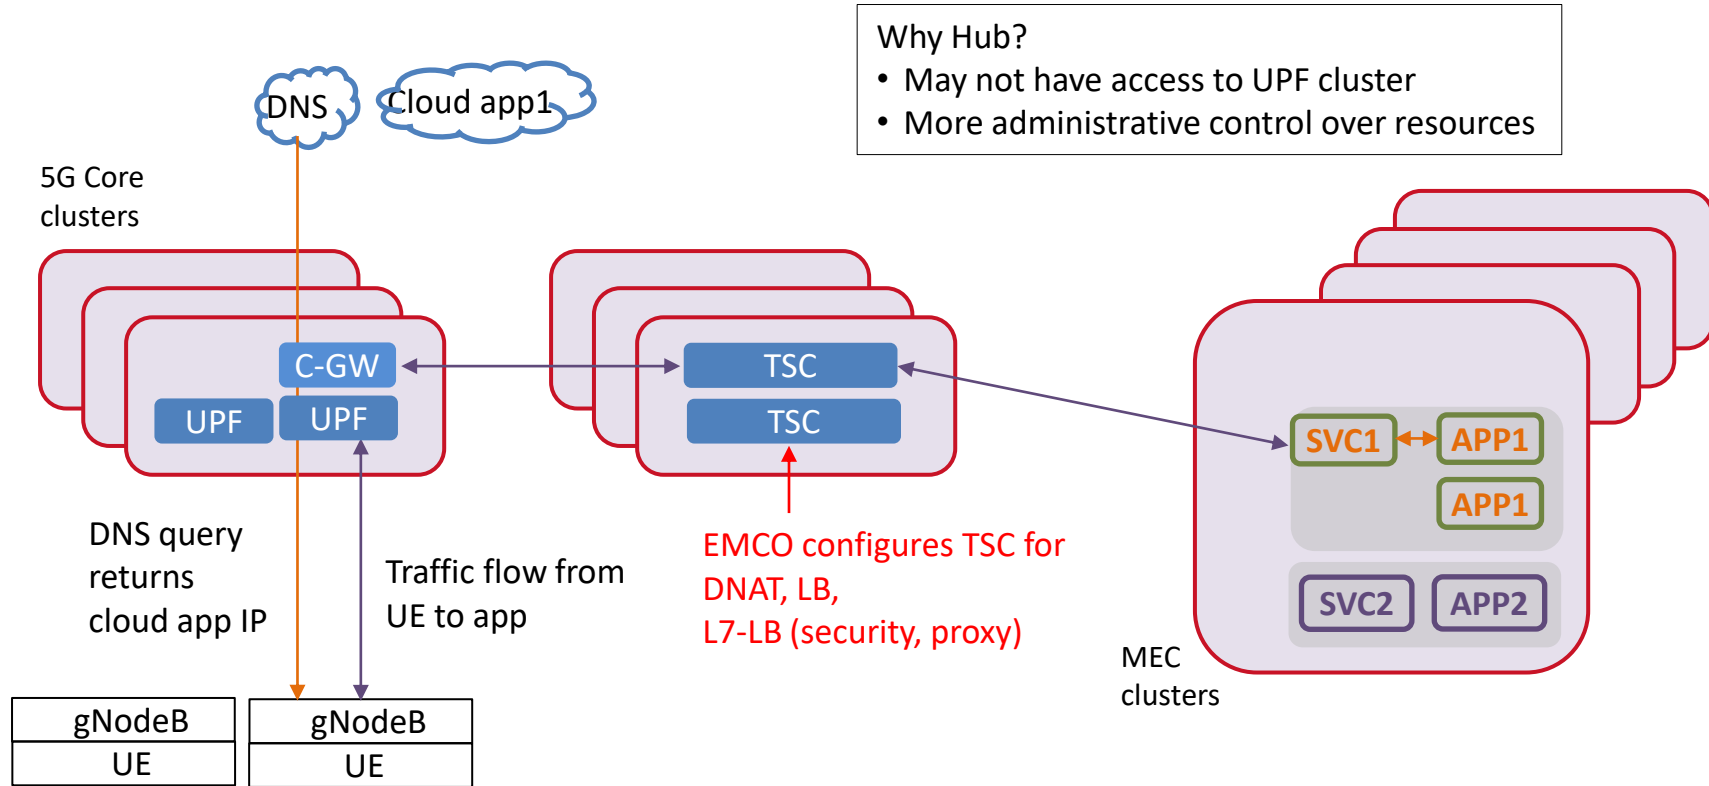 Why Hub?
• May not have access to UPF cluster
• More administrative control over resources
DNS
Cloud app1
5G Core
clusters
C-GW
UPF
UPF
TSC
TSC
SVC1
APP1
APP1
SVC2
APP2
DNS query
returns
cloud app IP
Traffic flow from
UE to app
EMCO configures TSC for
DNAT, LB,
L7-LB (security, proxy)
MEC
clusters
gNodeB
UE
gNodeB
UE